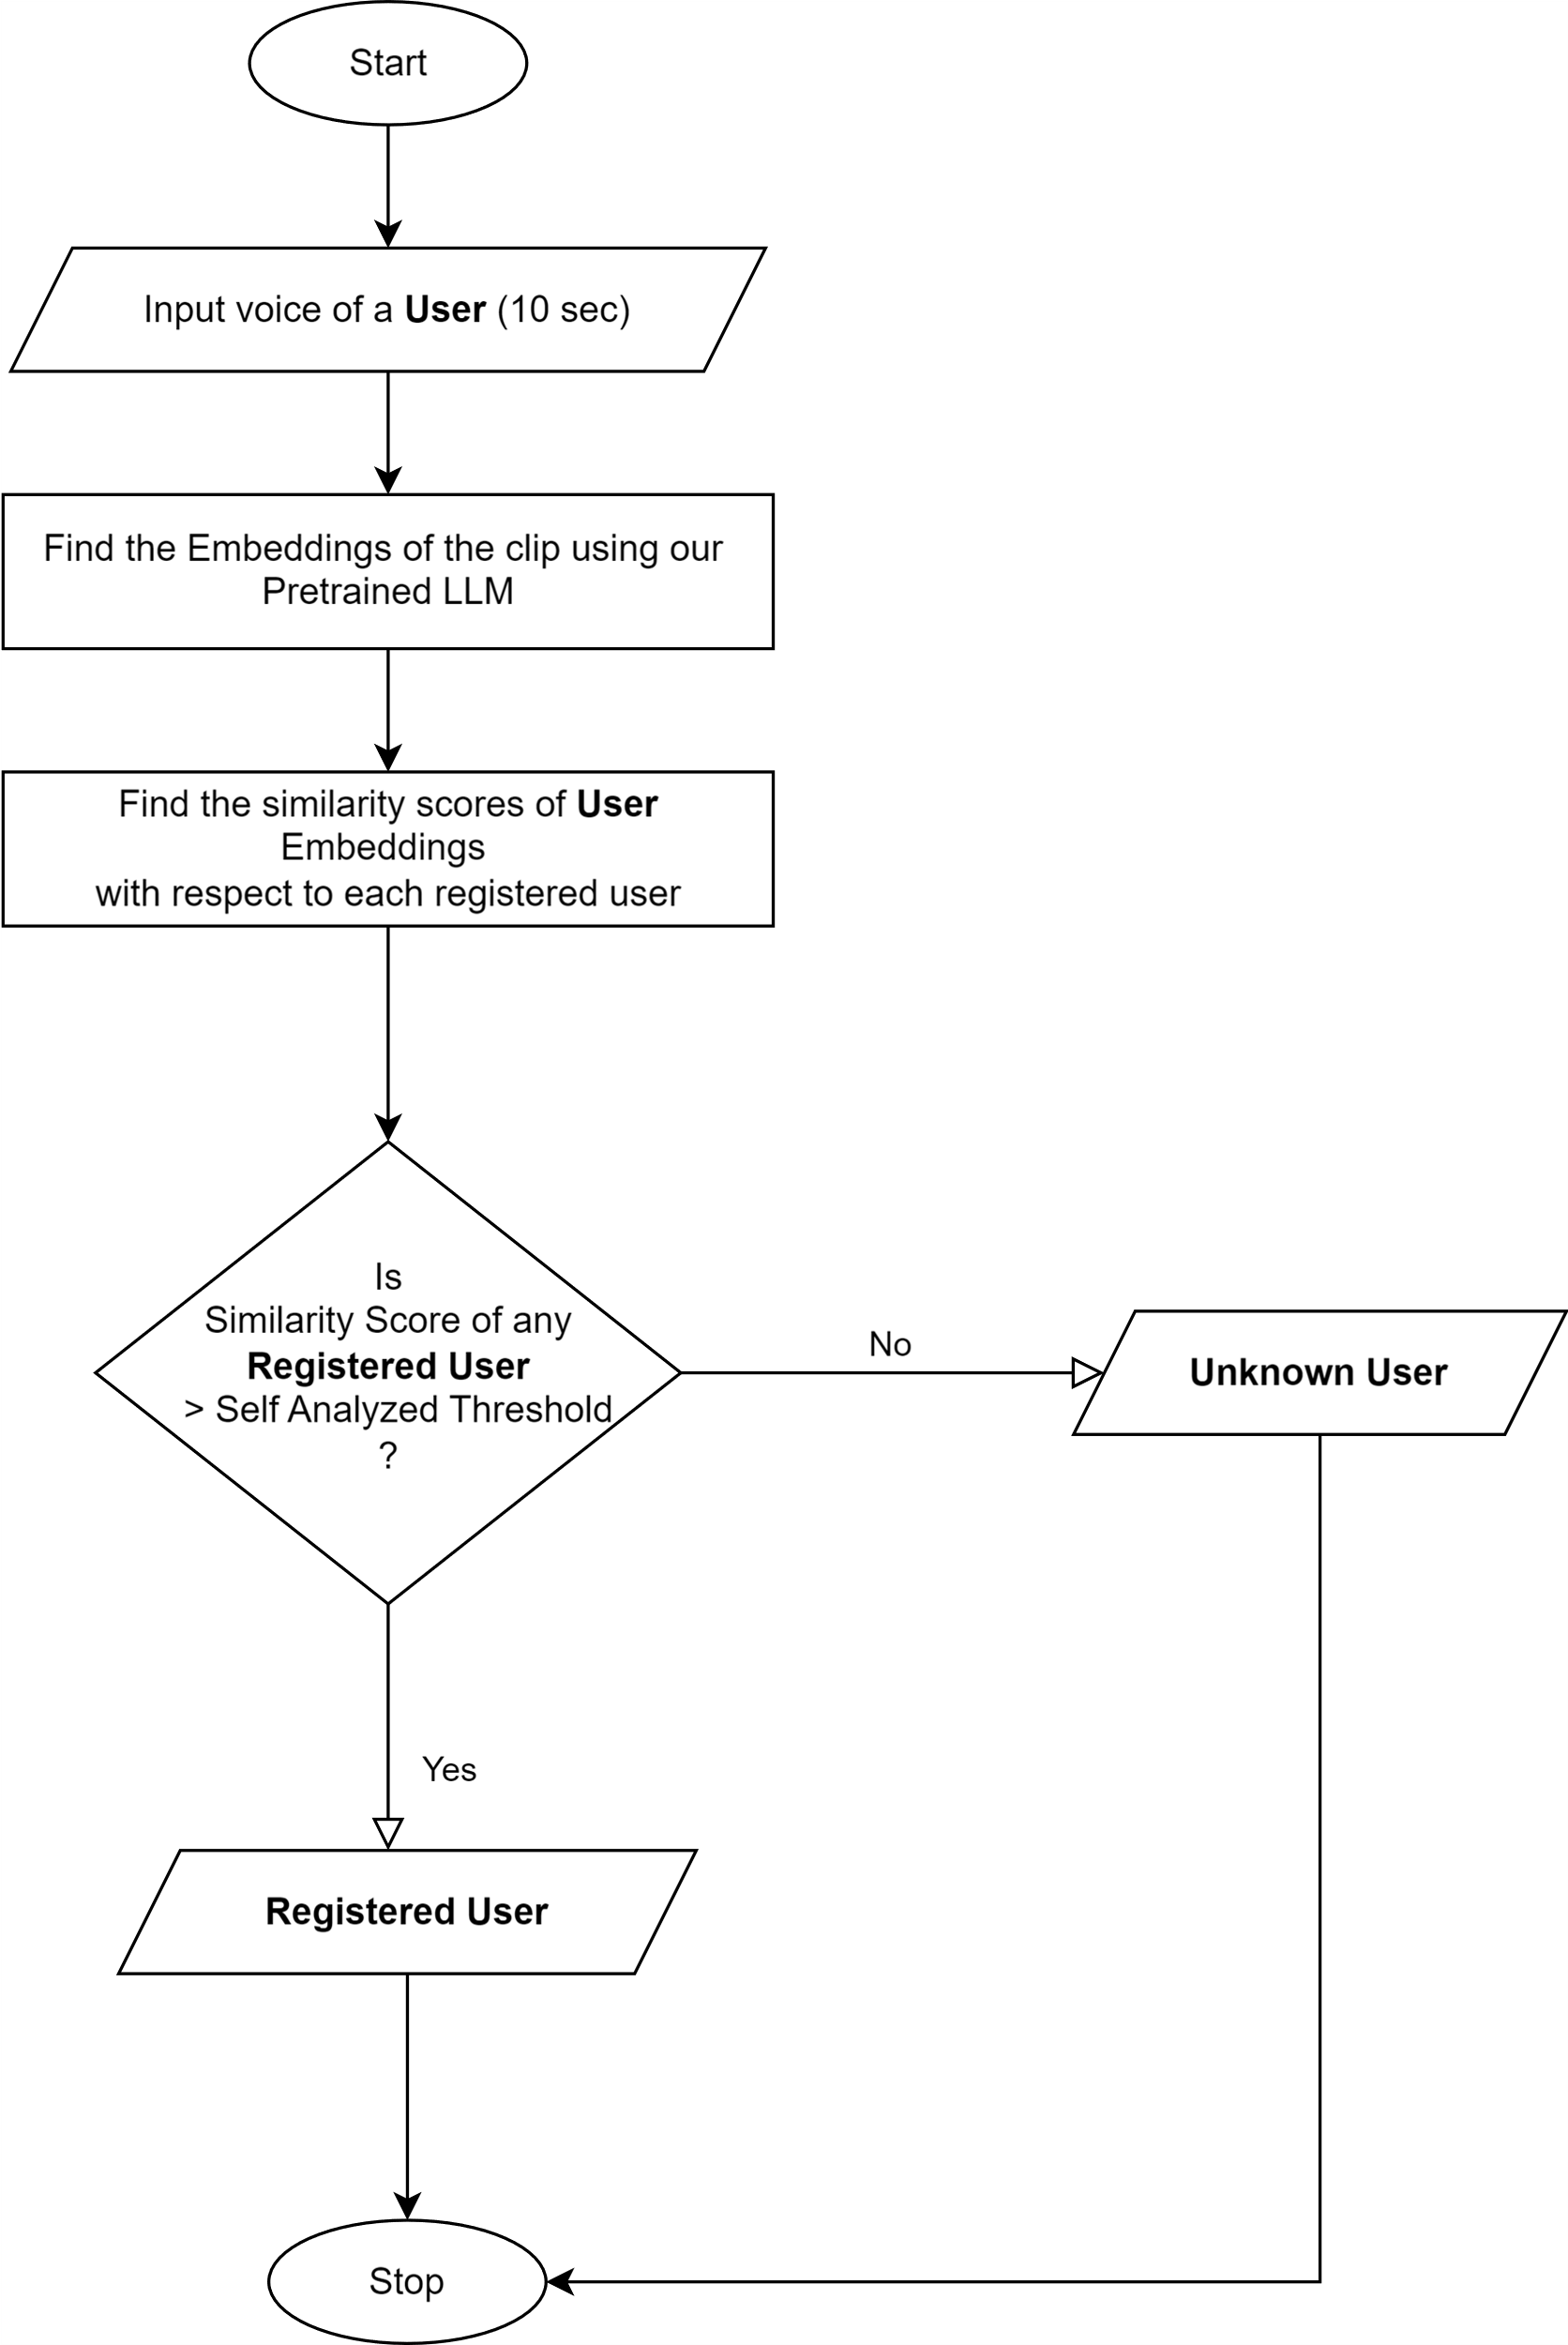 Start
Input voice of a User (10 sec)
Find the Embeddings of the clip using our
Pretrained LLM
Find the similarity scores of User
Embeddings
with respect to each registered user
Is
Similarity Score of any
Registered User
> Self Analyzed Threshold
?
No
Unknown User
Yes
Registered User
Stop